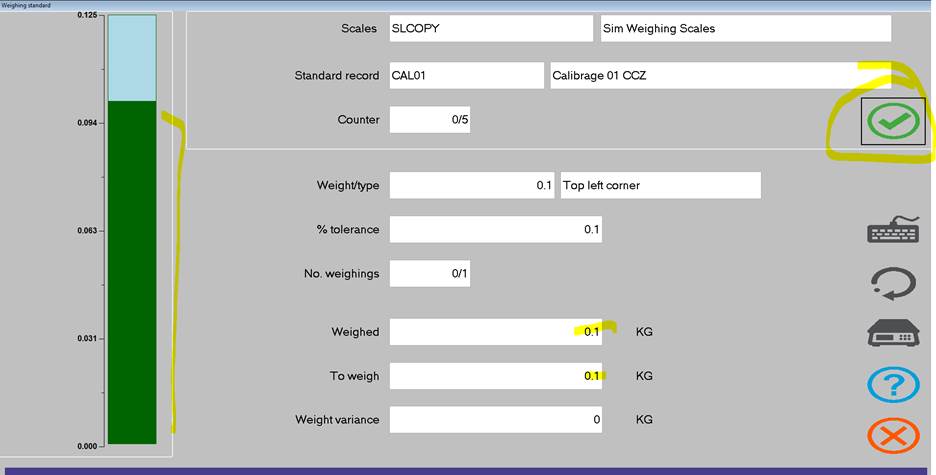 Weighing standard
0.125
0.094
0.063
0.031
0.000
Scales SLCOPY Sim Weighing Scales
Standard record CAL01 Calibrage 01 CCZ
Counter 0/5
Weight/type 0.1 Top left corner
% tolerance 0.1
No. weighings 0/1
Weighed 0.1 KG
To weigh 0.1 KG
Weight variance 0 KG
?